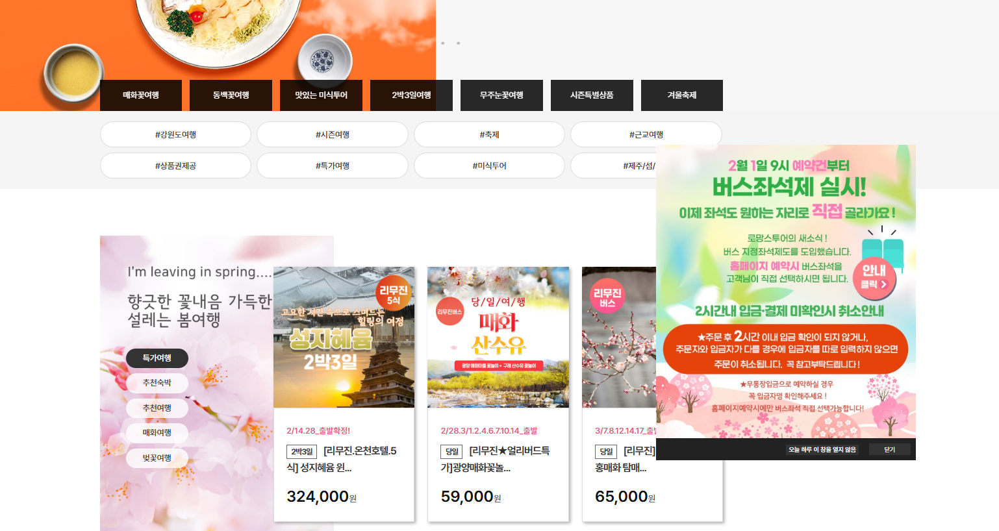 매화꽃여행
동백꽃여행
맛있는 미식투어
2박3일여행
무주눈꽃여행
시즌특별상품
겨울축제
#강원도여행
#시즌여행
#축제
#근교여행
#상품권제공
#특가여행
#미식투어
#제주/섬/
2월 1일 9시 예약건부터
버스좌석제 실시!
이제 좌석도 원하는 자리로 직접 골라가요!
로망스투어의 새소식!
버스 지정좌석제도를 도입했습니다.
홈페이지 예약시 버스좌석을
고객님이 직접 선택하시면 됩니다.
안내
클릭
2시간내 입금·결제 미확인시 취소안내
★주문 후 2시간 이내 입금 확인이 되지 않거나,
주문자와 입금자가 다를 경우에 입금자를 따로 입력하지 않으면
주문이 취소됩니다. 꼭 참고부탁드립니다!
★무통장입금으로 예약하실 경우
꼭 입금자명 확인해주세요!
홈페이지예약시에만 버스좌석 직접 선택가능합니다!
오늘 하루 이 창을 열지 않음
닫기
I'm leaving in spring....
향긋한 꽃내음 가득한
설레는 봄여행
특가여행
추천숙박
추천여행
매화여행
벚꽃여행
리무진
5식
고요한 시간 속으로 스며드는
힐링의 여정
성지혜윰
2박3일
2/14.28_출발확정!
2박3일 [리무진.온천호텔.5
식] 성지혜윰 윈...
324,000원
당/일/여/행
리무진버스
매화
산수유
광양 매화마을 꽃놀이 + 구례 산수유 꽃놀이
2/28.3/1.2.4.6.7.10.14_출발
당일 [리무진★얼리버드특
가]광양매화꽃놀...
59,000원
리무진
버스
3/7.8.12.14.17_출발
당일 [리무진]
홍매화 탐매...
65,000원